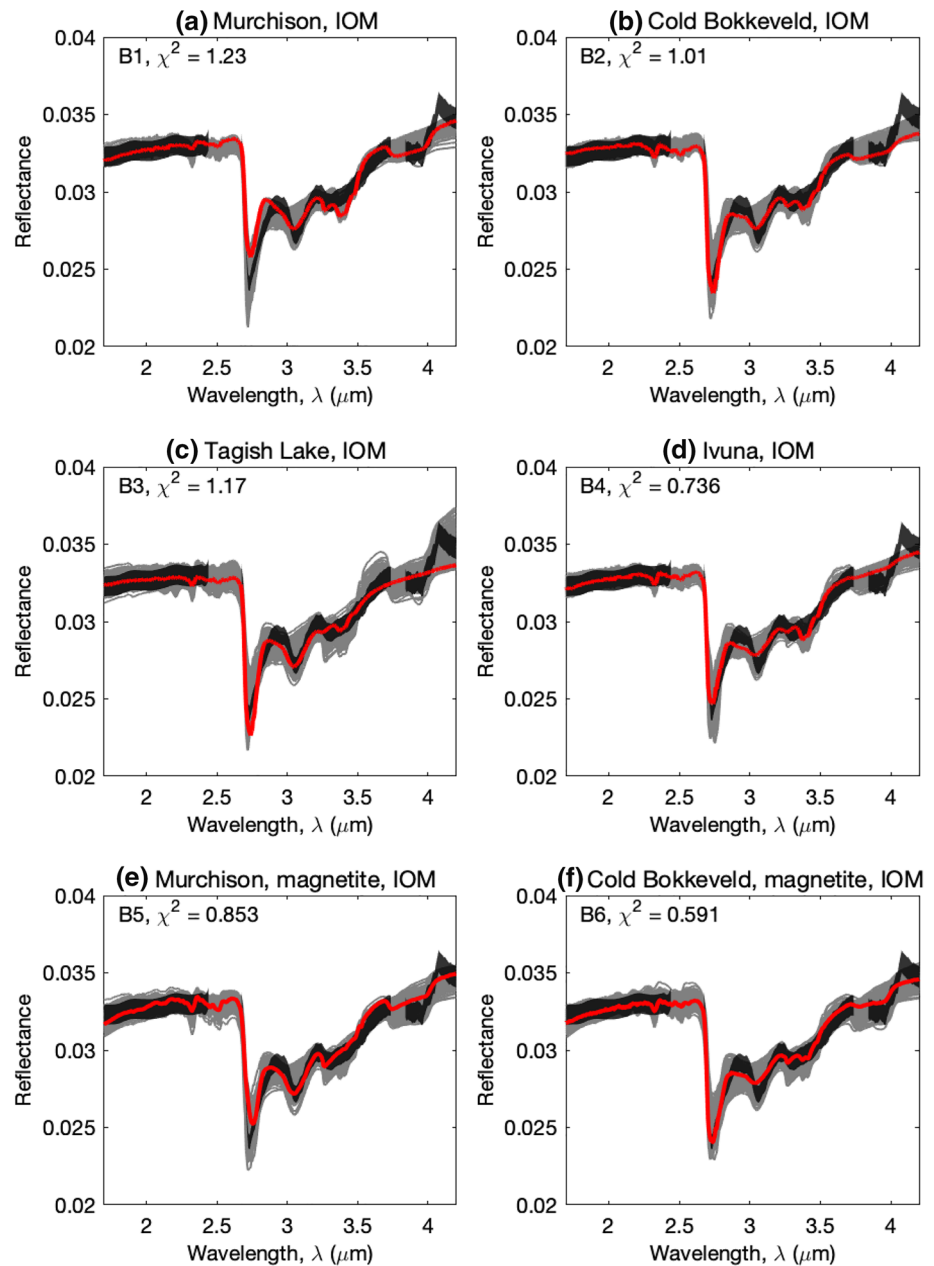 (a) Murchison, IOM
B1, χ² = 1.23
0.04
0.035
0.03
0.025
0.02
Reflectance
2 2.5 3 3.5 4
Wavelength, λ (μm)
(b) Cold Bokkeveld, IOM
B2, χ² = 1.01
0.04
0.035
0.03
0.025
0.02
Reflectance
2 2.5 3 3.5 4
Wavelength, λ (μm)
(c) Tagish Lake, IOM
B3, χ² = 1.17
0.04
0.035
0.03
0.025
0.02
Reflectance
2 2.5 3 3.5 4
Wavelength, λ (μm)
(d) Ivuna, IOM
B4, χ² = 0.736
0.04
0.035
0.03
0.025
0.02
Reflectance
2 2.5 3 3.5 4
Wavelength, λ (μm)
(e) Murchison, magnetite, IOM
B5, χ² = 0.853
0.04
0.035
0.03
0.025
0.02
Reflectance
2 2.5 3 3.5 4
Wavelength, λ (μm)
(f) Cold Bokkeveld, magnetite, IOM
B6, χ² = 0.591
0.04
0.035
0.03
0.025
0.02
Reflectance
2 2.5 3 3.5 4
Wavelength, λ (μm)